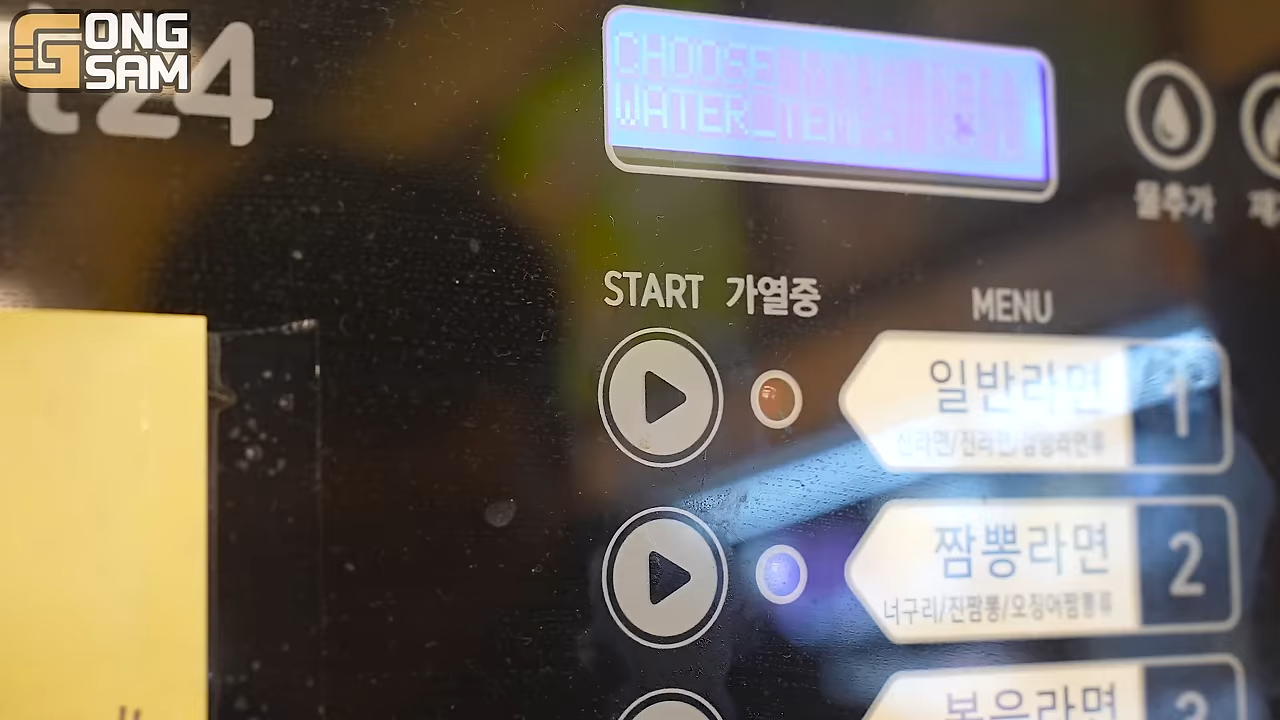 GONG
SAM
t24
CHOOSE
WATER_TEM
물추가
START 가열중
MENU
일반라면 1
신라면/진라면/삼양라면류
짬뽕라면 2
너구리/진짬뽕/오징어짬뽕류
볶음라면 3